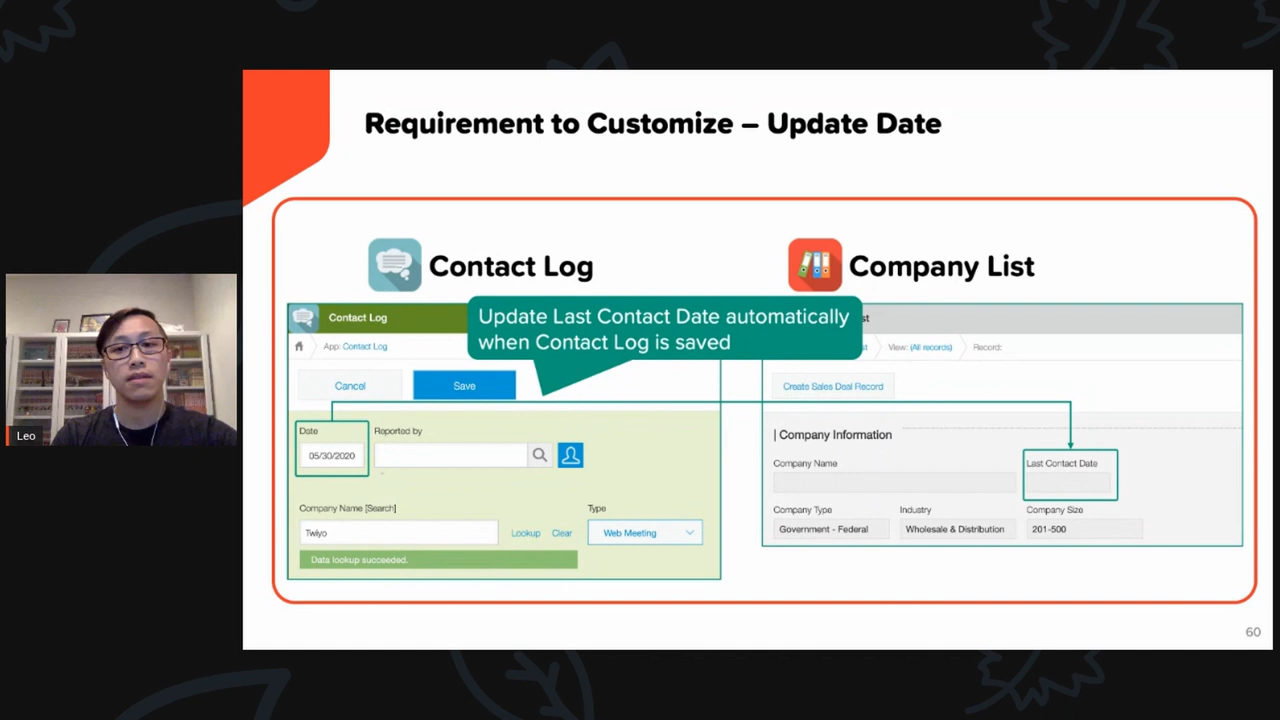 Requirement to Customize – Update Date
Contact Log
Company List
Contact Log
Update Last Contact Date automatically
when Contact Log is saved
App: Contact Log
View: (All records)
Record:
Cancel
Save
Create Sales Deal Record
Date
Reported by
05/30/2020
Company Information
Company Name
Last Contact Date
Company Name [Search]
Type
Twiyo
Lookup
Clear
Web Meeting
Data lookup succeeded.
Company Type
Industry
Company Size
Government - Federal
Wholesale & Distribution
201-500
Leo
60